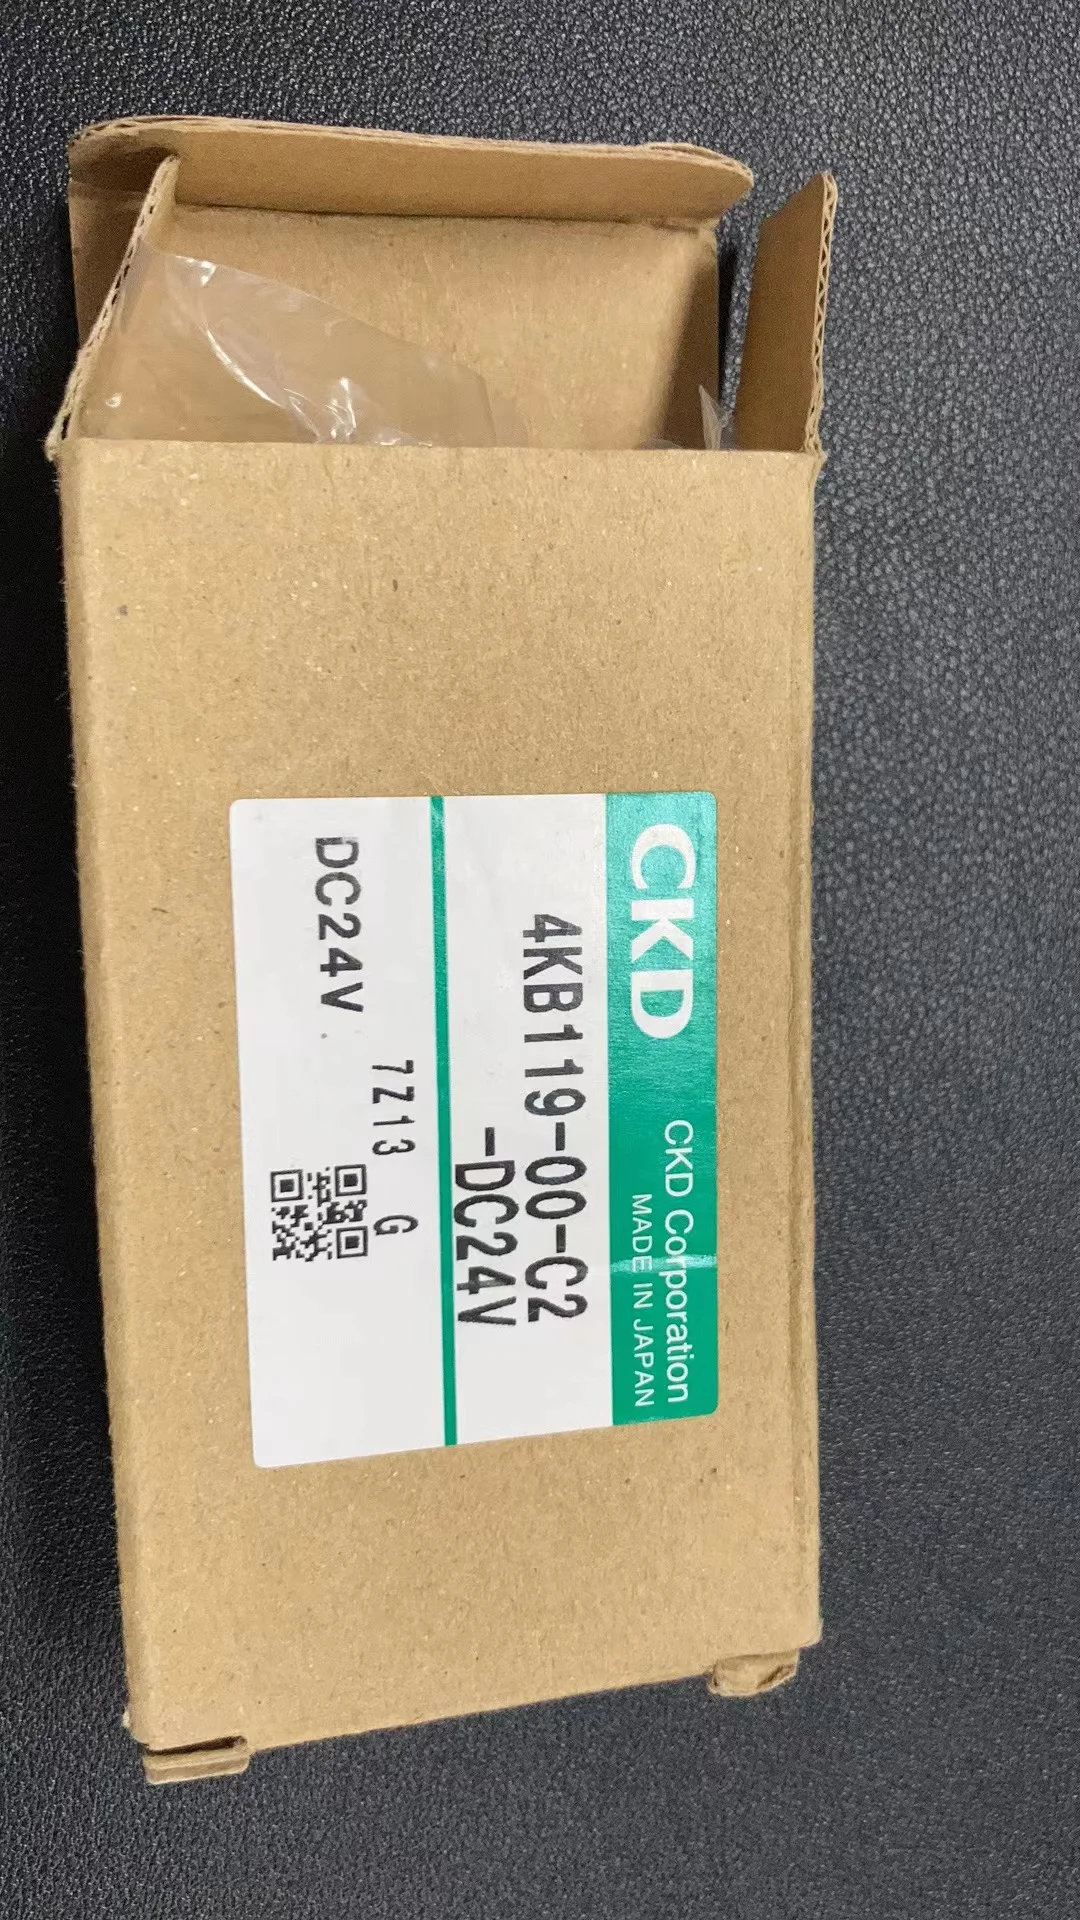 CKD
CKD Corporation
MADE IN JAPAN
4KB119-00-C2
-DC24V
7Z13 G
DC24V